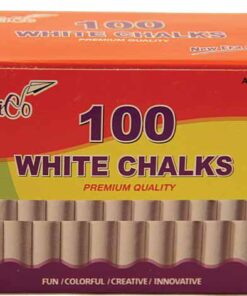 100
WHITE CHALKS
PREMIUM QUALITY
100
WHITE CHALKS
PREMIUM QUALITY
FUN / COLORFUL / CREATIVE / INNOVATIVE